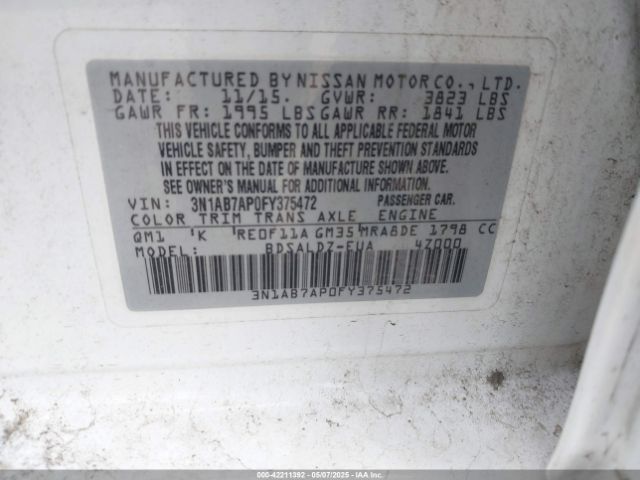 MANUFACTURED BY NISSAN MOTOR CO., LTD.
DATE: 11/15. GVWR: 3823 LBS
GAWR FR: 1995 LBS GAWR RR: 1841 LBS
THIS VEHICLE CONFORMS TO ALL APPLICABLE FEDERAL MOTOR
VEHICLE SAFETY, BUMPER AND THEFT PREVENTION STANDARDS
IN EFFECT ON THE DATE OF MANUFACTURE SHOWN ABOVE.
SEE OWNER'S MANUAL FOR ADDITIONAL INFORMATION.
VIN: 3N1AB7AP0FY375472 PASSENGER CAR.
COLOR TRIM TRANS AXLE ENGINE
QM1 'K 'RE0F11A GM35 MRA8DE 1798 CC
MODEL: BDSALDZ-EUA 4Z000
3N1AB7AP0FY375472
000-42211392 - 05/07/2025 - IAAI.COM